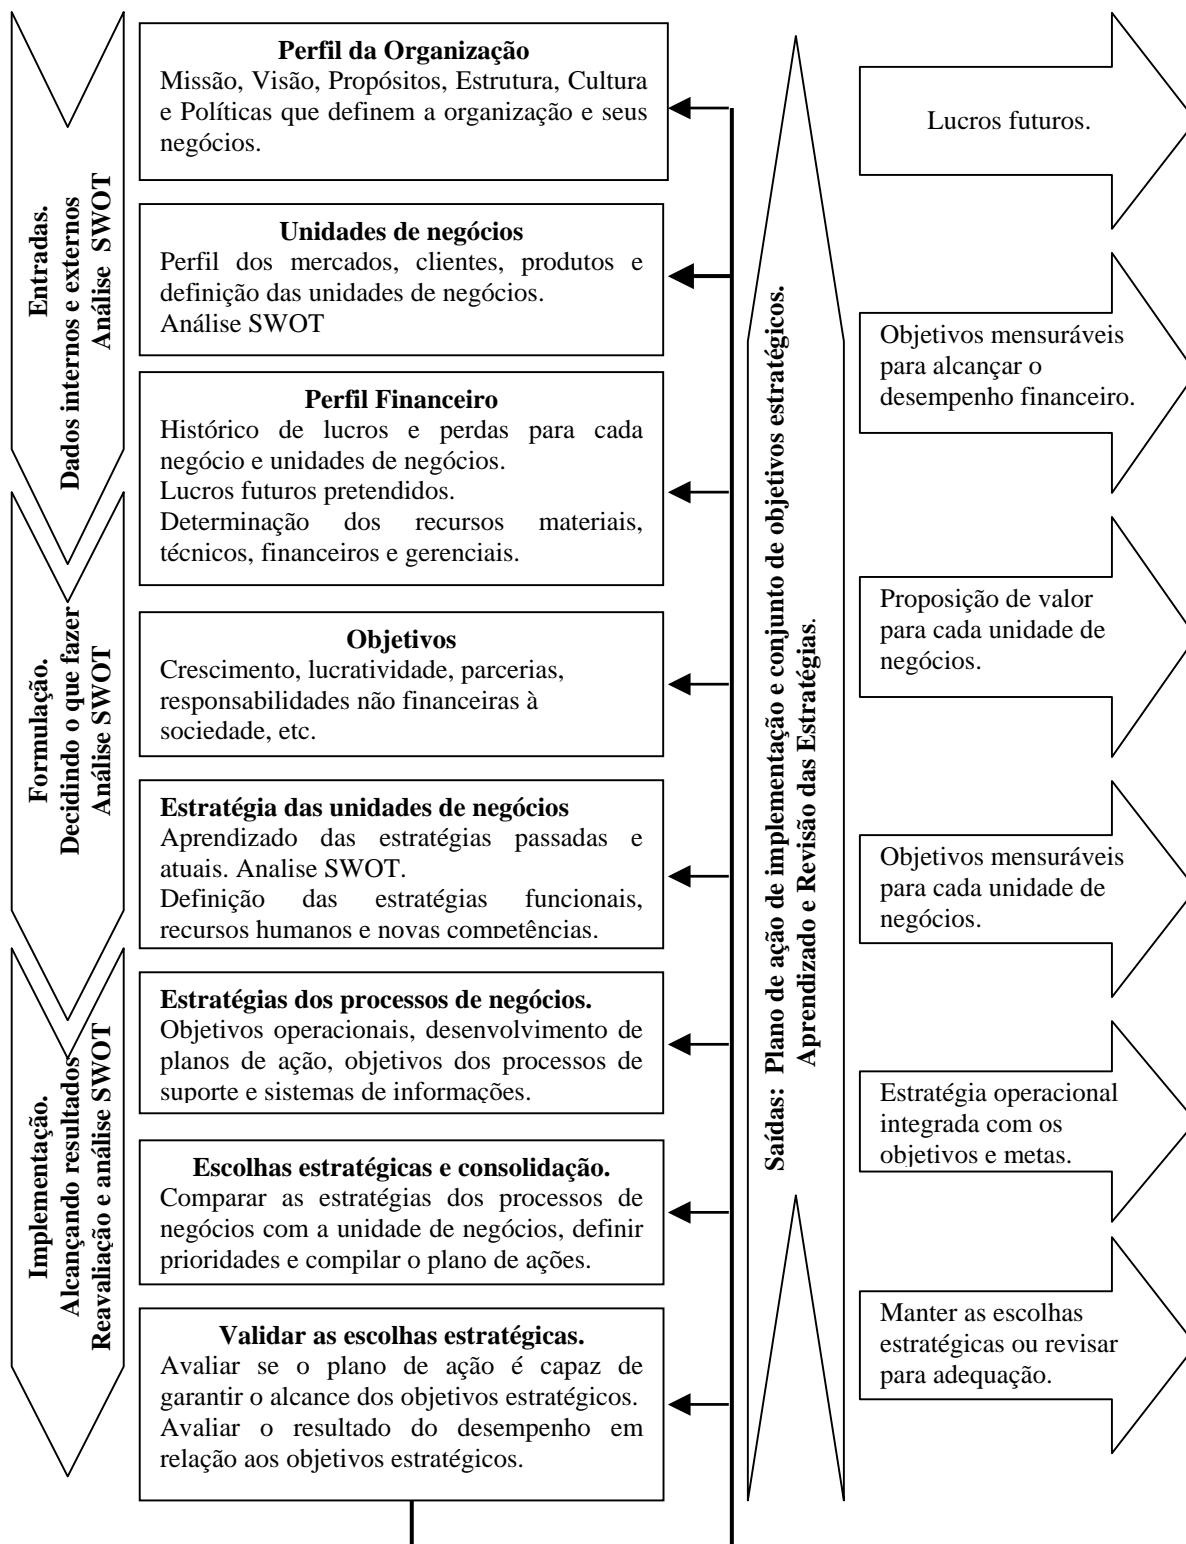 Entradas.
Dados internos e externos
Análise SWOT
Formulação.
Decidindo o que fazer
Análise SWOT
Implementação.
Alcançando resultados
Reavaliação e análise SWOT
Perfil da Organização
Missão, Visão, Propósitos, Estrutura, Cultura
e Políticas que definem a organização e seus
negócios.
Unidades de negócios
Perfil dos mercados, clientes, produtos e
definição das unidades de negócios.
Análise SWOT
Perfil Financeiro
Histórico de lucros e perdas para cada
negócio e unidades de negócios.
Lucros futuros pretendidos.
Determinação dos recursos materiais,
técnicos, financeiros e gerenciais.
Objetivos
Crescimento, lucratividade, parcerias,
responsabilidades não financeiras à
sociedade, etc.
Estratégia das unidades de negócios
Aprendizado das estratégias passadas e
atuais. Analise SWOT.
Definição das estratégias funcionais,
recursos humanos e novas competências.
Estratégias dos processos de negócios.
Objetivos operacionais, desenvolvimento de
planos de ação, objetivos dos processos de
suporte e sistemas de informações.
Escolhas estratégicas e consolidação.
Comparar as estratégias dos processos de
negócios com a unidade de negócios, definir
prioridades e compilar o plano de ações.
Validar as escolhas estratégicas.
Avaliar se o plano de ação é capaz de
garantir o alcance dos objetivos estratégicos.
Avaliar o resultado do desempenho em
relação aos objetivos estratégicos.
Saídas: Plano de ação de implementação e conjunto de objetivos estratégicos.
Aprendizado e Revisão das Estratégias.
Lucros futuros.
Objetivos mensuráveis
para alcançar o
desempenho financeiro.
Proposição de valor
para cada unidade de
negócios.
Objetivos mensuráveis
para cada unidade de
negócios.
Estratégia operacional
integrada com os
objetivos e metas.
Manter as escolhas
estratégicas ou revisar
para adequação.